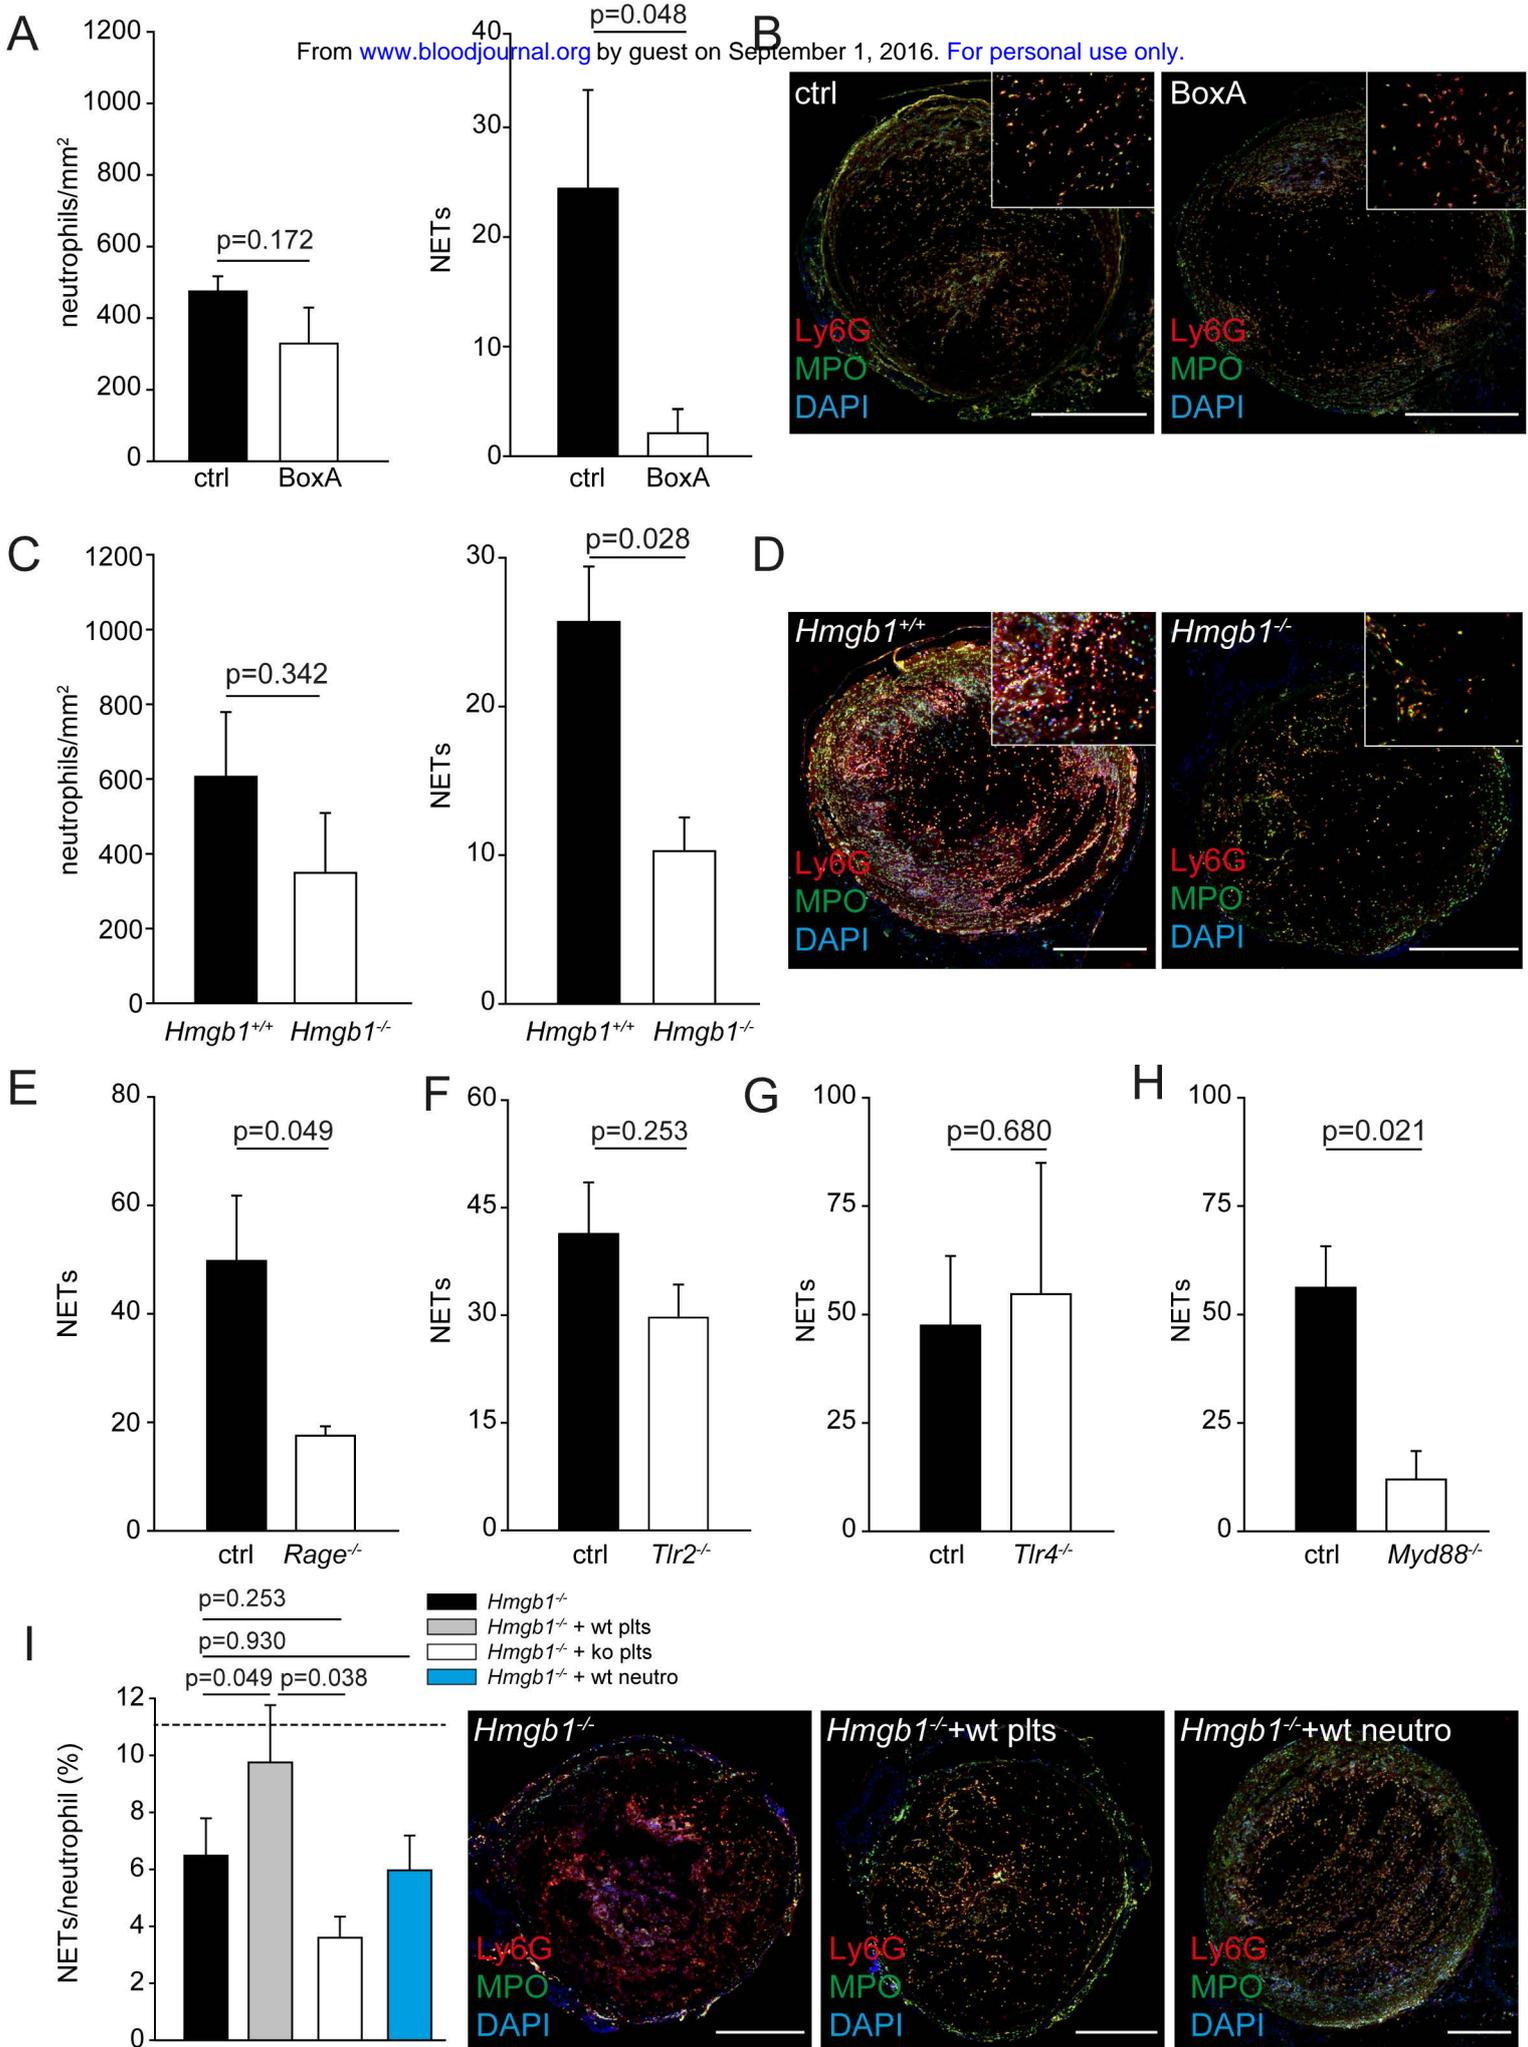 A
B
From www.bloodjournal.org by guest on September 1, 2016. For personal use only.
neutrophils/mm²
1200
1000
800
600
400
200
0
p=0.172
ctrl BoxA
NETs
40
30
20
10
0
p=0.048
ctrl BoxA
ctrl
Ly6G
MPO
DAPI
BoxA
Ly6G
MPO
DAPI
C
neutrophils/mm²
1200
1000
800
600
400
200
0
p=0.342
Hmgb1+/+ Hmgb1-/-
NETs
30
20
10
0
p=0.028
Hmgb1+/+ Hmgb1-/-
D
Hmgb1+/+
Ly6G
MPO
DAPI
Hmgb1-/-
Ly6G
MPO
DAPI
E
NETs
80
60
40
20
0
p=0.049
ctrl Rage-/-
F
NETs
60
45
30
15
0
p=0.253
ctrl Tlr2-/-
G
NETs
100
75
50
25
0
p=0.680
ctrl Tlr4-/-
H
NETs
100
75
50
25
0
p=0.021
ctrl Myd88-/-
I
p=0.253
p=0.930
p=0.049 p=0.038
Hmgb1-/-
Hmgb1-/- + wt plts
Hmgb1-/- + ko plts
Hmgb1-/- + wt neutro
NETs/neutrophil (%)
12
10
8
6
4
2
0
Hmgb1-/-
Ly6G
MPO
DAPI
Hmgb1-/-+wt plts
Ly6G
MPO
DAPI
Hmgb1-/-+wt neutro
Ly6G
MPO
DAPI